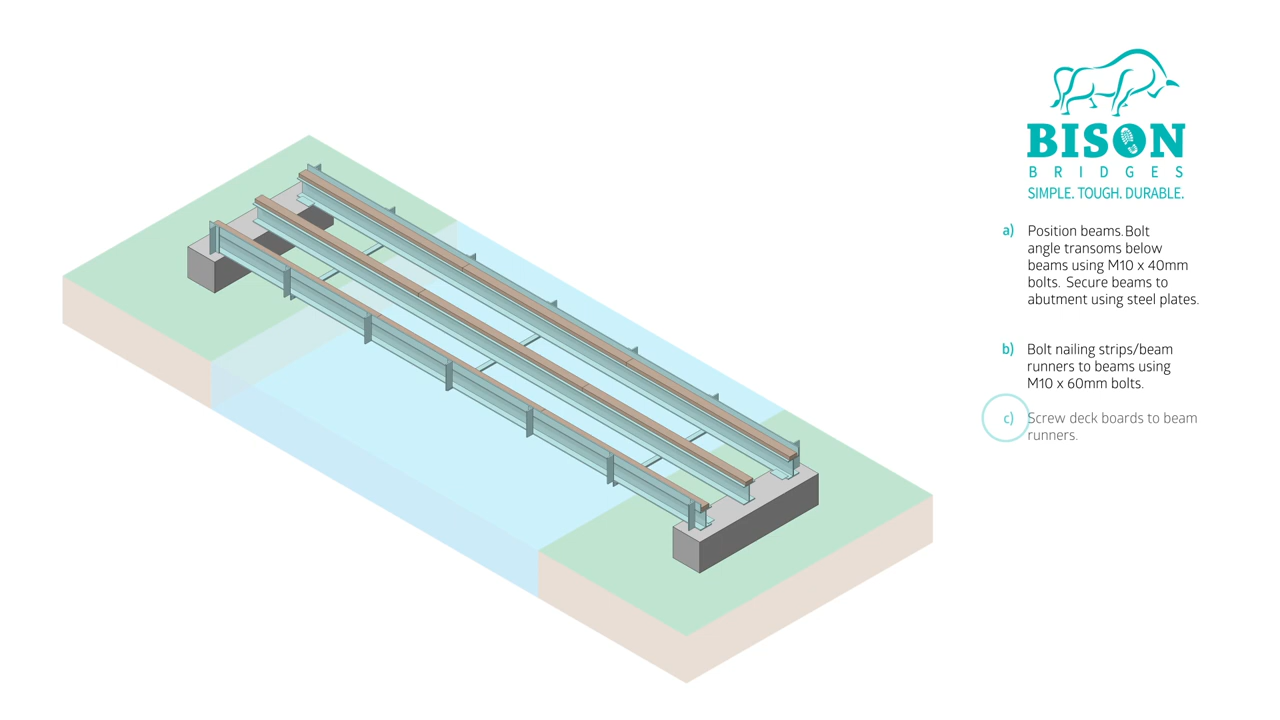 BISON
BRIDGES
SIMPLE. TOUGH. DURABLE.
a) Position beams. Bolt
angle transoms below
beams using M10 x 40mm
bolts. Secure beams to
abutment using steel plates.
b) Bolt nailing strips/beam
runners to beams using
M10 x 60mm bolts.
c) Screw deck boards to beam
runners.